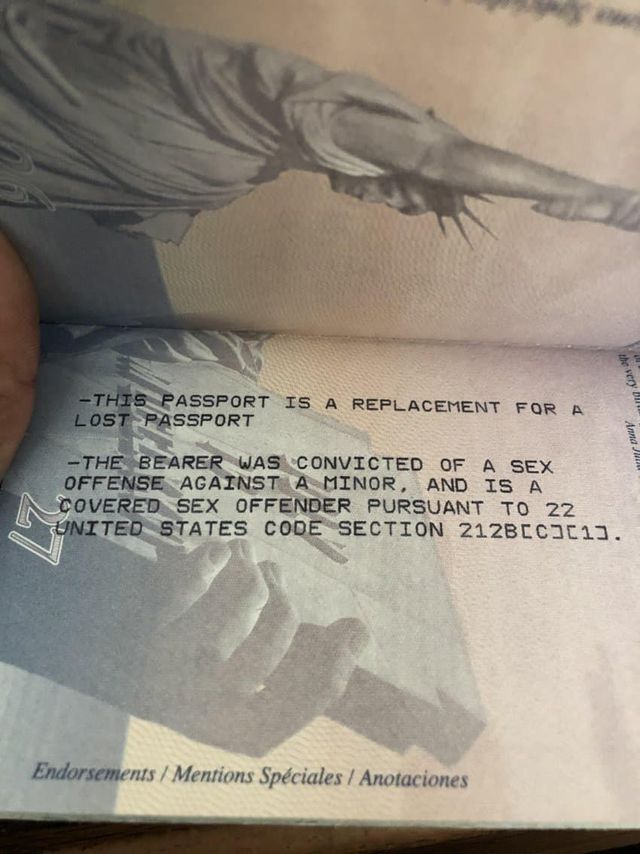 -THIS PASSPORT IS A REPLACEMENT FOR A
LOST PASSPORT
-THE BEARER WAS CONVICTED OF A SEX
OFFENSE AGAINST A MINOR, AND IS A
COVERED SEX OFFENDER PURSUANT TO 22
UNITED STATES CODE SECTION 212B[C][1].
27
Endorsements / Mentions Spéciales / Anotaciones